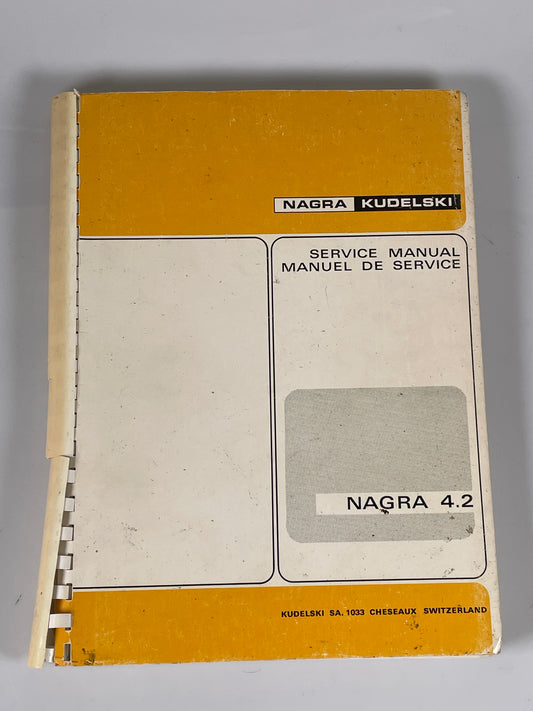 NAGRA KUDELSKI
SERVICE MANUAL
MANUEL DE SERVICE
NAGRA 4.2
KUDELSKI SA. 1033 CHESEAUX SWITZERLAND